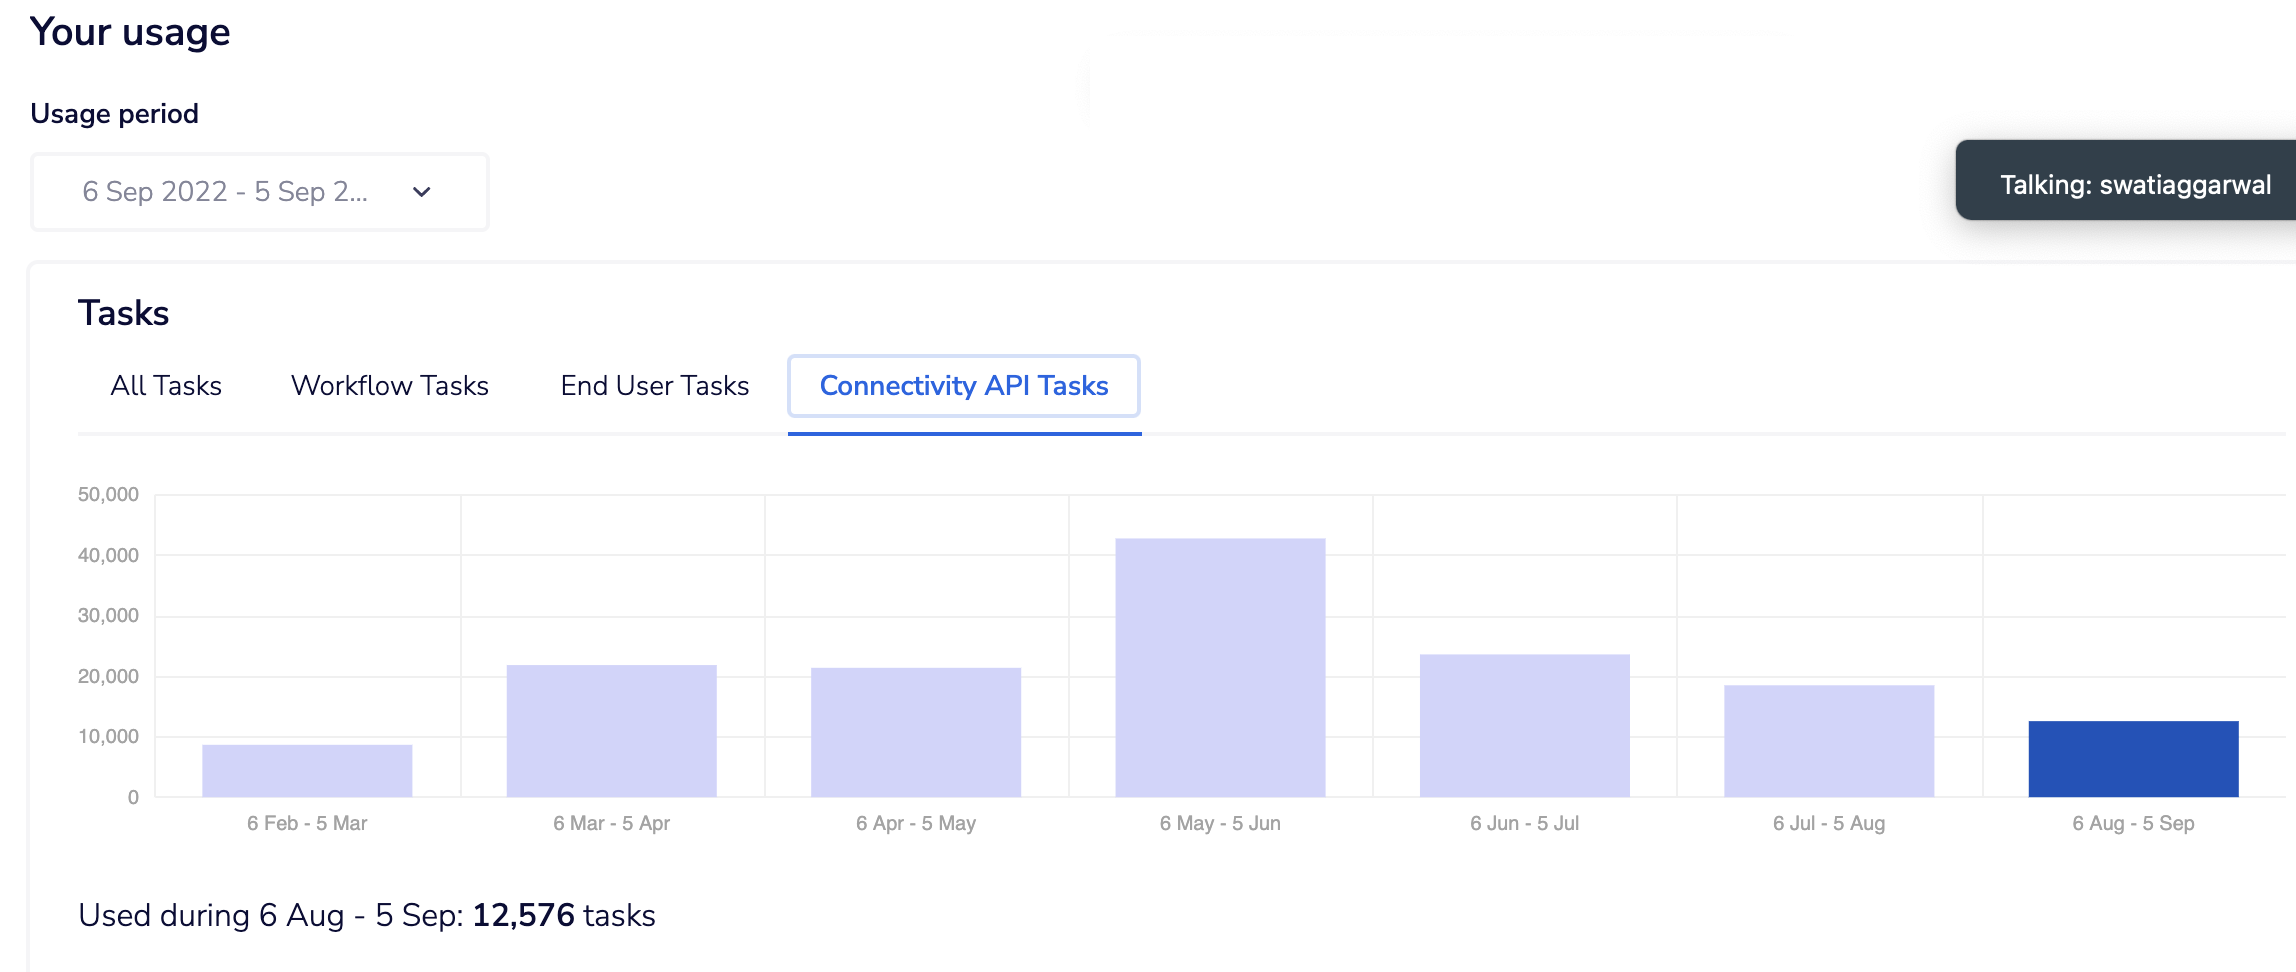 Your usage
Usage period
6 Sep 2022 - 5 Sep 2...
Talking: swatiaggarwal
Tasks
All Tasks Workflow Tasks End User Tasks Connectivity API Tasks
50,000
40,000
30,000
20,000
10,000
0
6 Feb - 5 Mar 6 Mar - 5 Apr 6 Apr - 5 May 6 May - 5 Jun 6 Jun - 5 Jul 6 Jul - 5 Aug 6 Aug - 5 Sep
Used during 6 Aug - 5 Sep: 12,576 tasks